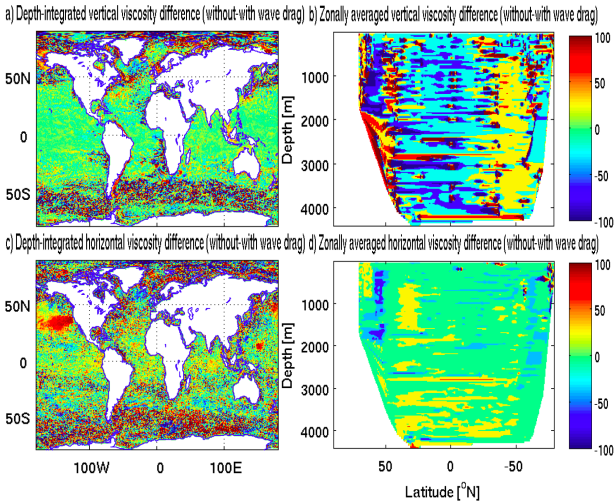 a) Depth-integrated vertical viscosity difference (without-with wave drag)
b) Zonally averaged vertical viscosity difference (without-with wave drag)
50N
0
50S
Depth [m]
1000
2000
3000
4000
100
50
0
-50
-100
c) Depth-integrated horizontal viscosity difference (without-with wave drag)
d) Zonally averaged horizontal viscosity difference (without-with wave drag)
50N
0
50S
100W
0
100E
Depth [m]
1000
2000
3000
4000
50
0
-50
Latitude [°N]
100
50
0
-50
-100